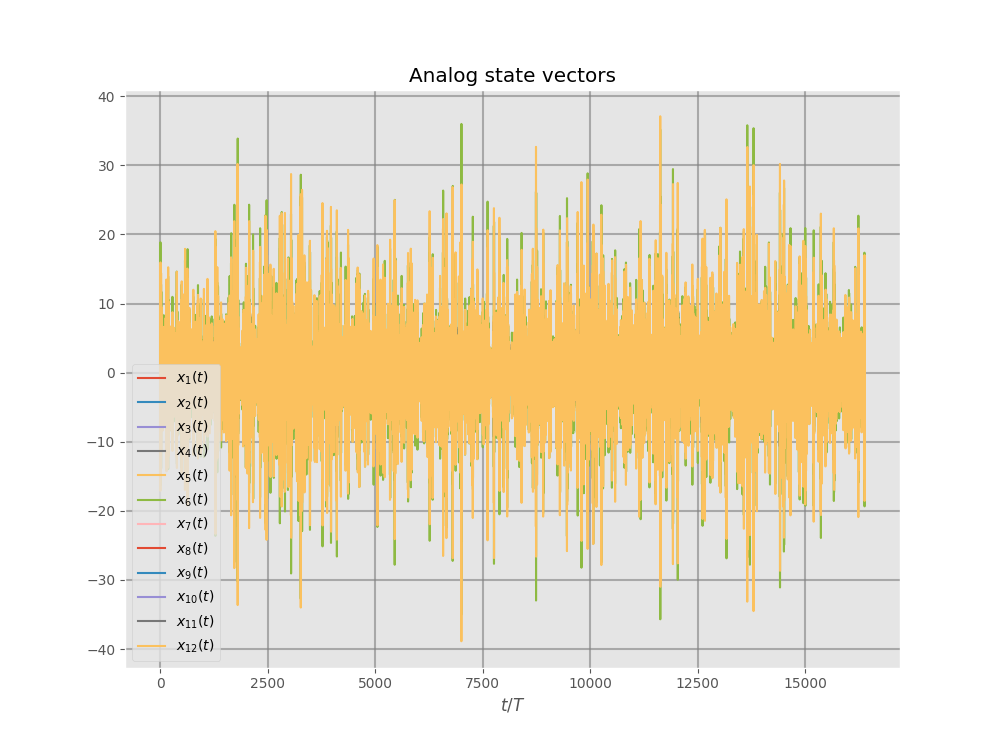 Analog state vectors
40
30
20
10
0
−10
−20
−30
−40
x₁(t)
x₂(t)
x₃(t)
x₄(t)
x₅(t)
x₆(t)
x₇(t)
x₈(t)
x₉(t)
x₁₀(t)
x₁₁(t)
x₁₂(t)
0 2500 5000 7500 10000 12500 15000
t/T